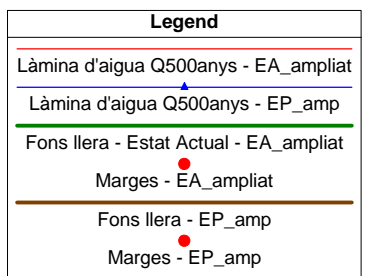 Legend
Làmina d'aigua Q500anys - EA_ampliat
Làmina d'aigua Q500anys - EP_amp
Fons llera - Estat Actual - EA_ampliat
Marges - EA_ampliat
Fons llera - EP_amp
Marges - EP_amp